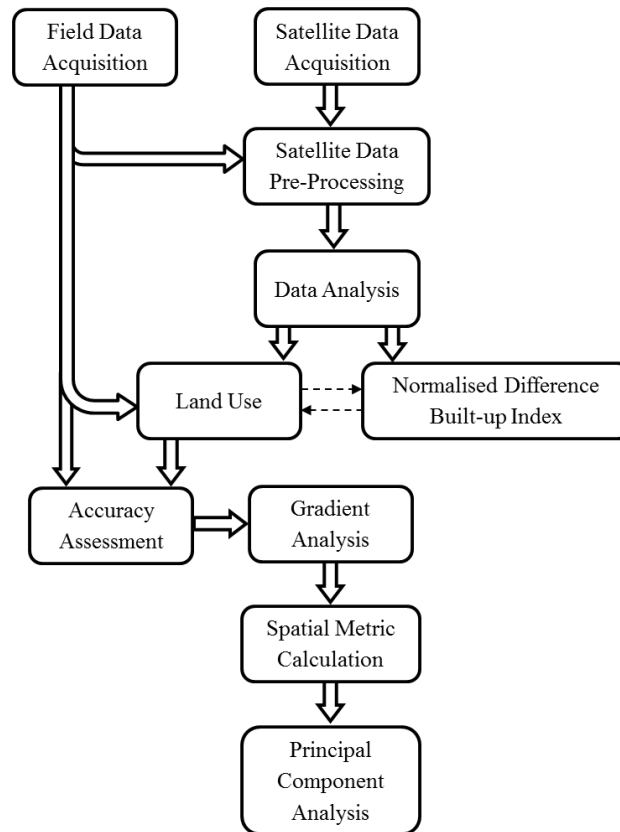 Field Data
Acquisition
Satellite Data
Acquisition
Satellite Data
Pre-Processing
Data Analysis
Land Use
Normalised Difference
Built-up Index
Accuracy
Assessment
Gradient
Analysis
Spatial Metric
Calculation
Principal
Component
Analysis